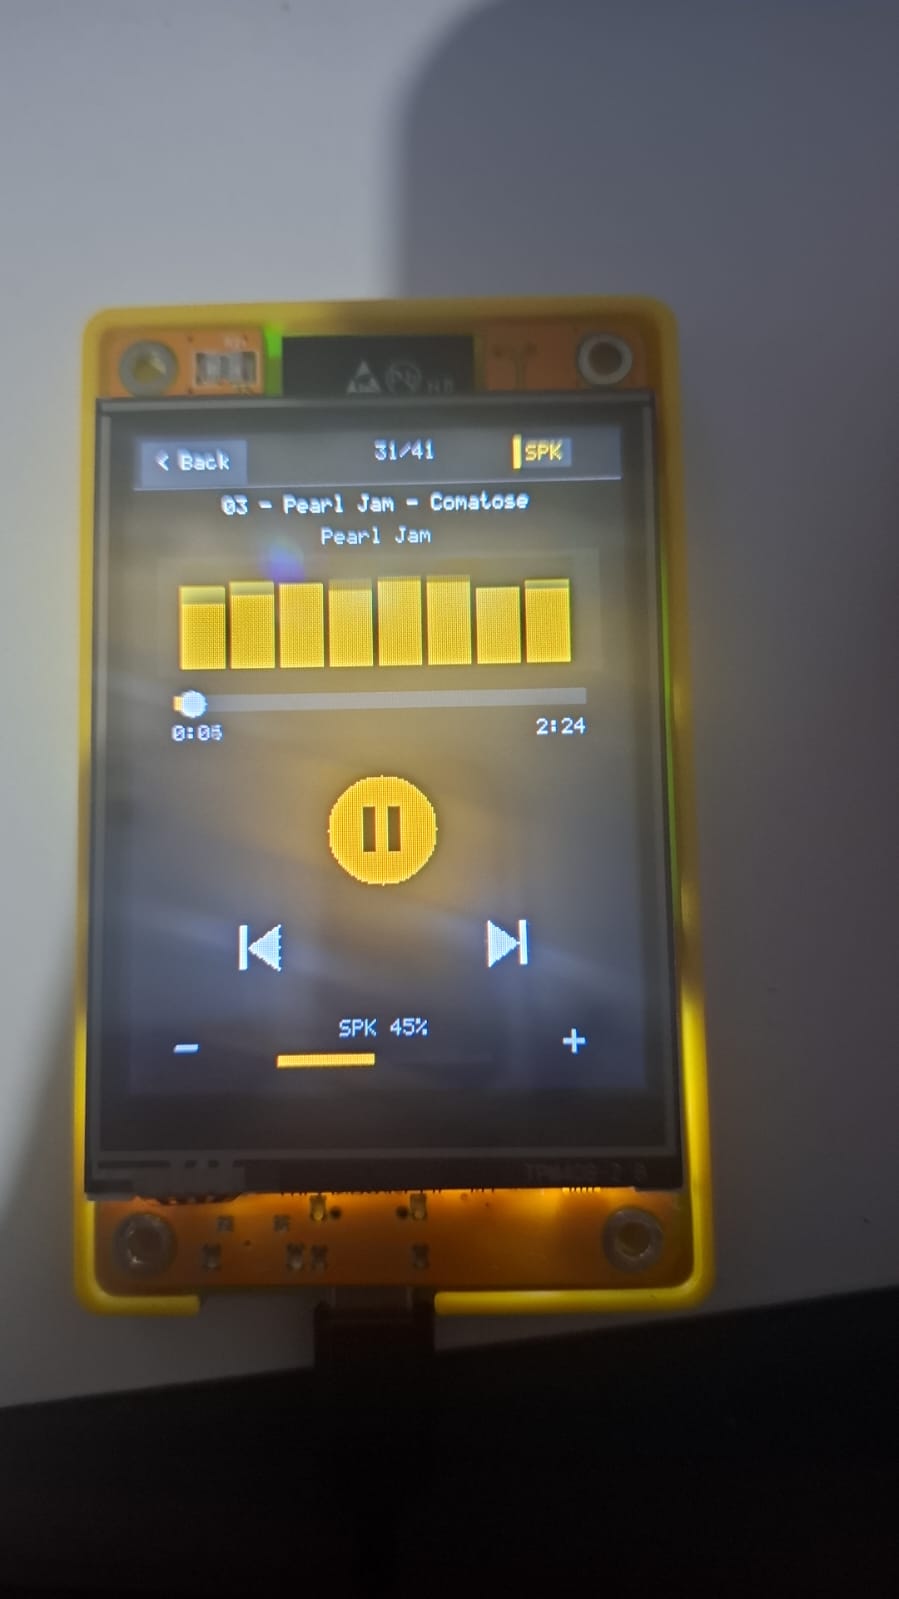 < Back
31/41
SPK
03 - Pearl Jam - Comatose
Pearl Jam
0:05
2:24
SPK 45%
- +